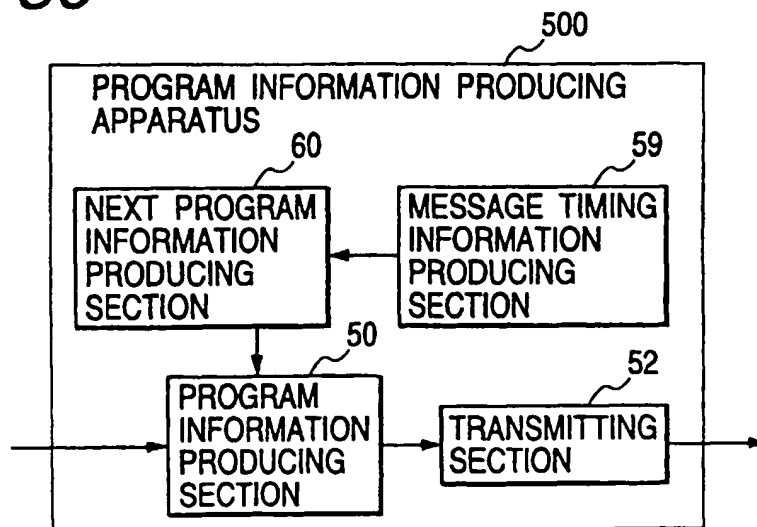 500
PROGRAM INFORMATION PRODUCING
APPARATUS
60
NEXT PROGRAM
INFORMATION
PRODUCING
SECTION
59
MESSAGE TIMING
INFORMATION
PRODUCING
SECTION
50
PROGRAM
INFORMATION
PRODUCING
SECTION
52
TRANSMITTING
SECTION